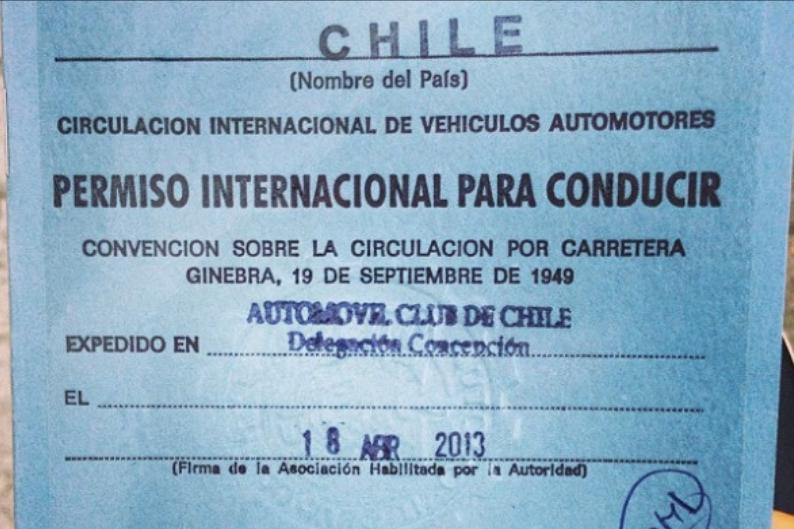 CHILE
(Nombre del País)
CIRCULACION INTERNACIONAL DE VEHICULOS AUTOMOTORES
PERMISO INTERNACIONAL PARA CONDUCIR
CONVENCION SOBRE LA CIRCULACION POR CARRETERA
GINEBRA, 19 DE SEPTIEMBRE DE 1949
AUTOMOVIL CLUB DE CHILE
EXPEDIDO EN Delegación Concepción
EL
18 ABR 2013
(Firma de la Asociación Habilitada por la Autoridad)